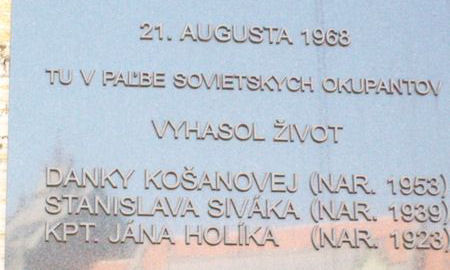 21. AUGUSTA 1968
TU V PAĽBE SOVIETSKYCH OKUPANTOV
VYHASOL ŽIVOT
DANKY KOŠANOVEJ (NAR. 1953)
STANISLAVA SIVÁKA (NAR. 1939)
KPT. JÁNA HOLÍKA (NAR. 1923)